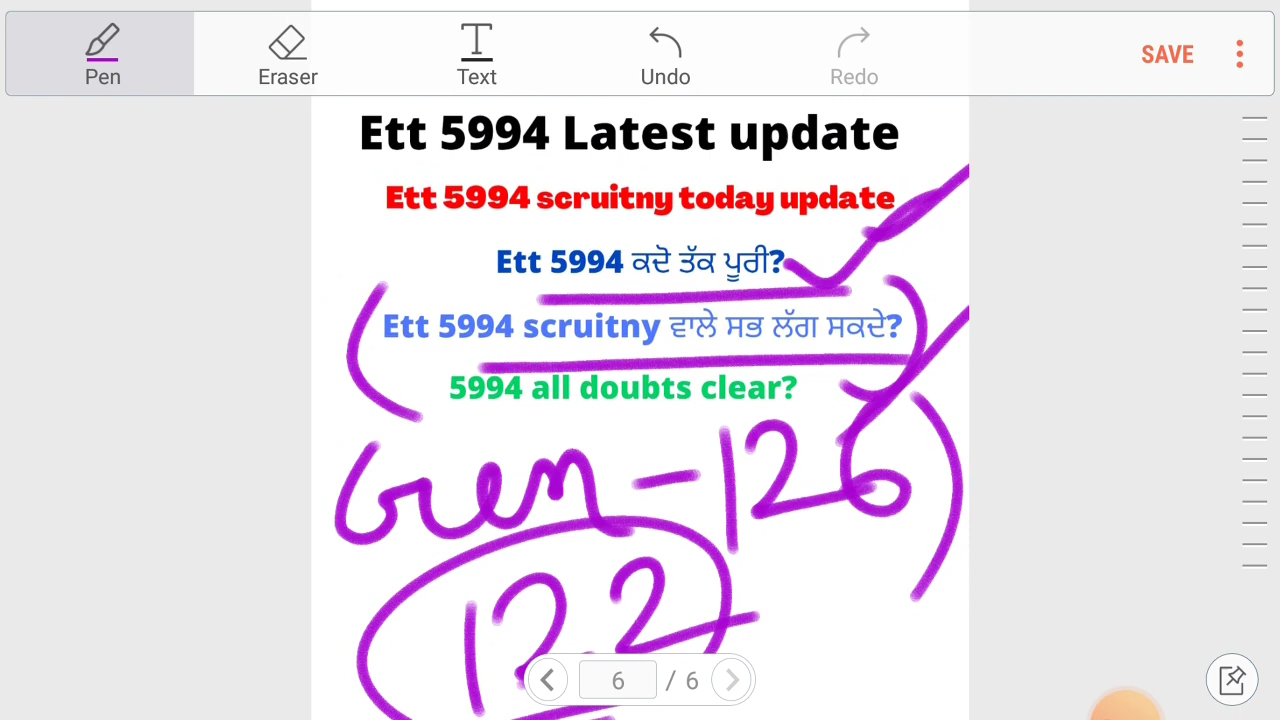 Pen
Eraser
Text
Undo
Redo
SAVE
Ett 5994 Latest update
Ett 5994 scruitny today update
Ett 5994 ਕਦੋ ਤੱਕ ਪੂਰੀ?
Ett 5994 scruitny ਵਾਲੇ ਸਭ ਲੱਗ ਸਕਦੇ?
5994 all doubts clear?
Gen - 126
122
6 / 6